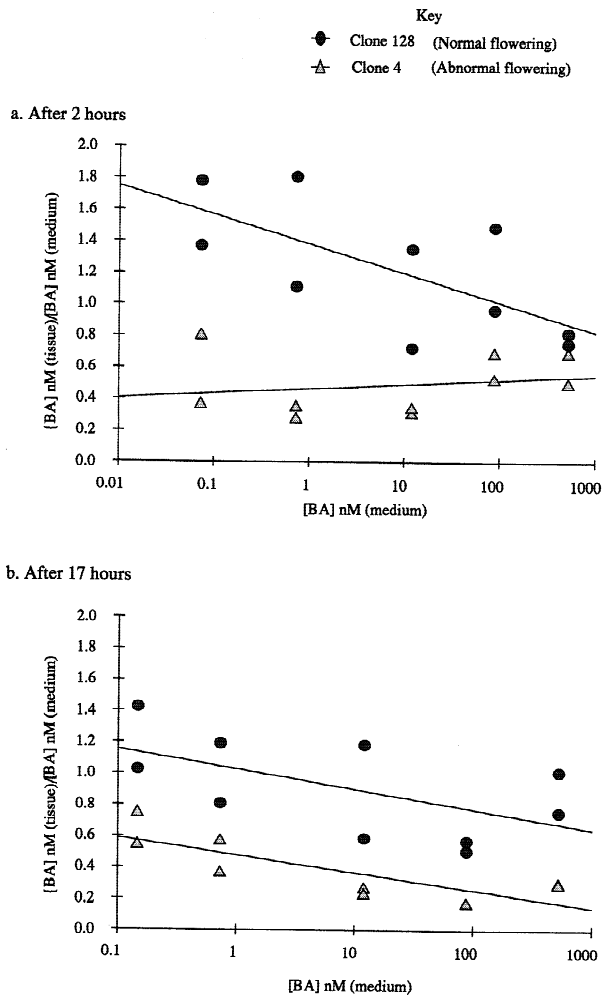 Key
Clone 128 (Normal flowering)
Clone 4 (Abnormal flowering)
a. After 2 hours
[BA] nM (tissue)/[BA] nM (medium)
2.0
1.8
1.6
1.4
1.2
1.0
0.8
0.6
0.4
0.2
0.0
0.01 0.1 1 10 100 1000
[BA] nM (medium)
b. After 17 hours
[BA] nM (tissue)/[BA] nM (medium)
2.0
1.8
1.6
1.4
1.2
1.0
0.8
0.6
0.4
0.2
0.0
0.1 1 10 100 1000
[BA] nM (medium)